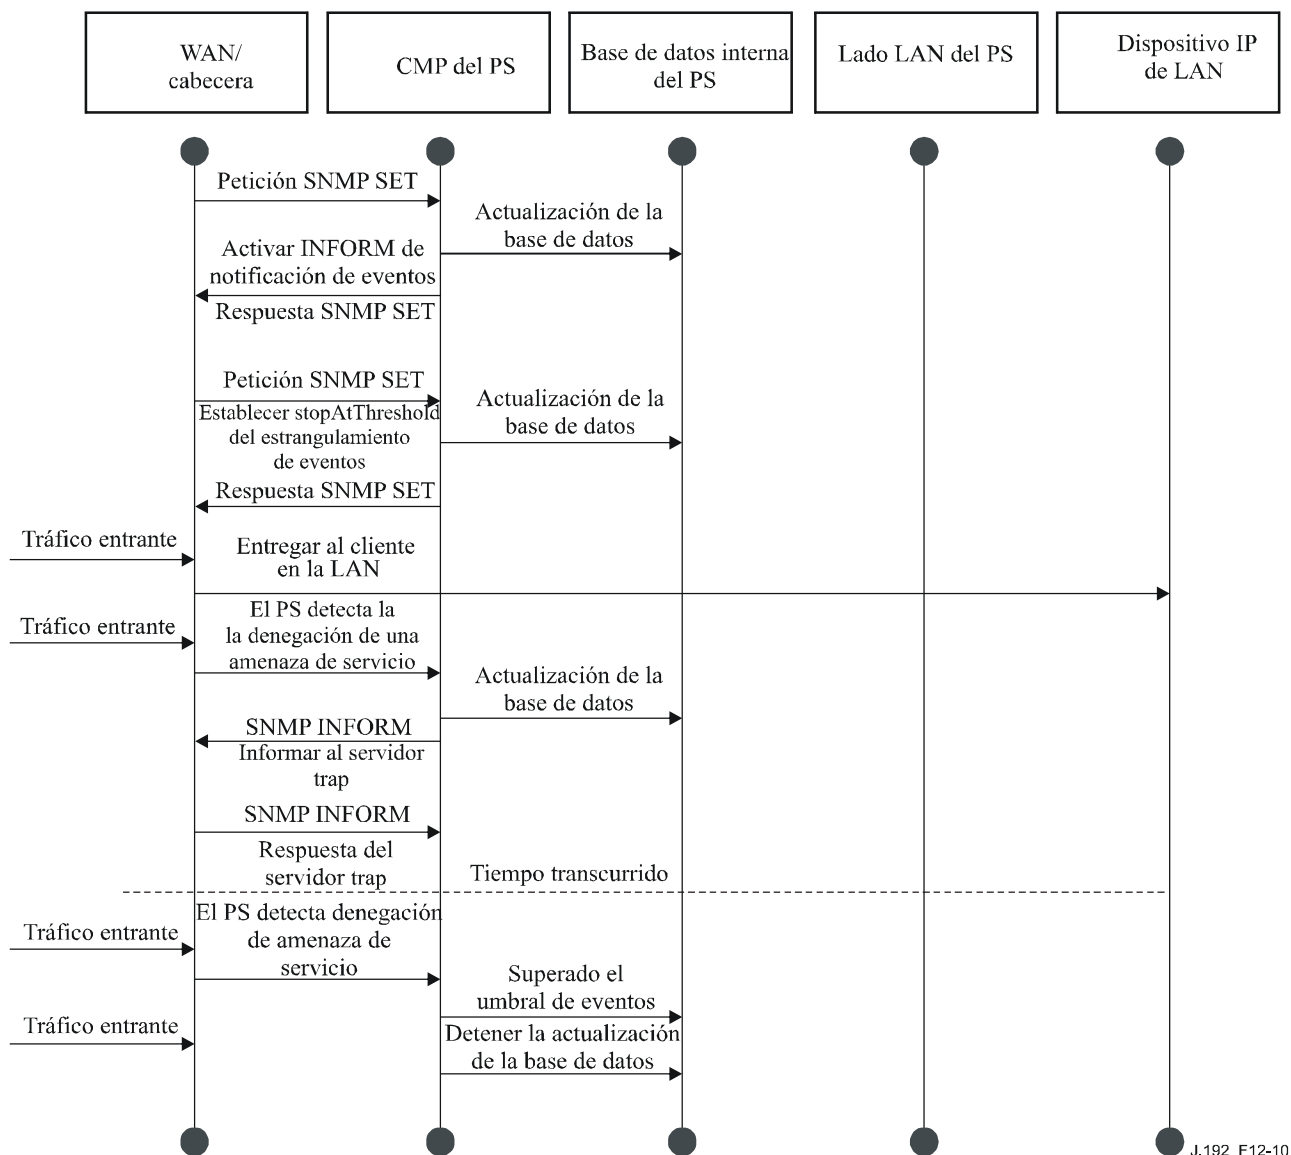 WAN/
cabecera
CMP del PS
Base de datos interna
del PS
Lado LAN del PS
Dispositivo IP
de LAN
Petición SNMP SET
Actualización de la
base de datos
Activar INFORM de
notificación de eventos
Respuesta SNMP SET
Petición SNMP SET
Establecer stopAtThreshold
del estrangulamiento
de eventos
Actualización de la
base de datos
Respuesta SNMP SET
Tráfico entrante
Entregar al cliente
en la LAN
Tráfico entrante
El PS detecta la
la denegación de una
amenaza de servicio
Actualización de la
base de datos
SNMP INFORM
Informar al servidor
trap
SNMP INFORM
Respuesta del
servidor trap
Tiempo transcurrido
Tráfico entrante
El PS detecta denegación
de amenaza de
servicio
Superado el
umbral de eventos
Tráfico entrante
Detener la actualización
de la base de datos
J.192_F12-10